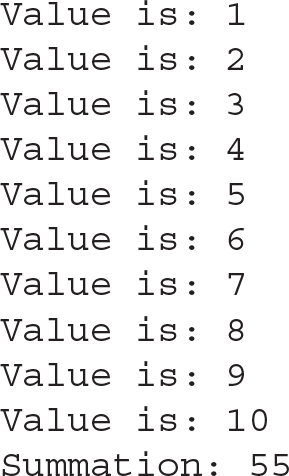 Value is: 1
Value is: 2
Value is: 3
Value is: 4
Value is: 5
Value is: 6
Value is: 7
Value is: 8
Value is: 9
Value is: 10
Summation: 55